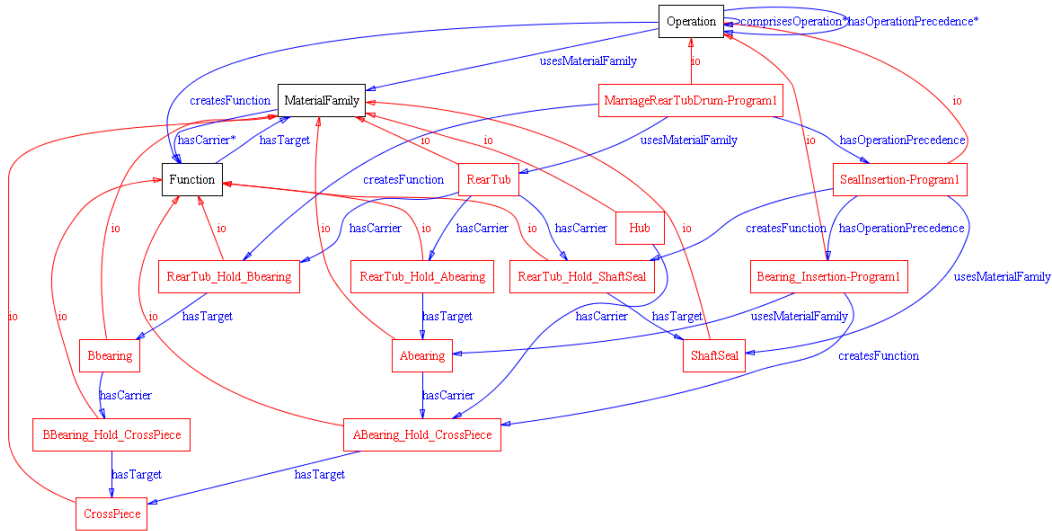 Operation
comprisesOperation*
hasOperationPrecedence*
usesMaterialFamily
io
createsFunction
MaterialFamily
MarriageRearTubDrum-Program1
hasCarrier*
hasTarget
io
usesMaterialFamily
hasOperationPrecedence
io
io
Function
RearTub
SealInsertion-Program1
createsFunction
Hub
io
io
io
io
io
hasCarrier
hasCarrier
hasCarrier
createsFunction
hasOperationPrecedence
io
RearTub_Hold_Bbearing
RearTub_Hold_Abearing
RearTub_Hold_ShaftSeal
Bearing_Insertion-Program1
usesMaterialFamily
io
io
io
hasTarget
hasTarget
hasCarrier
hasTarget
usesMaterialFamily
Bbearing
Abearing
ShaftSeal
createsFunction
hasCarrier
hasCarrier
BBearing_Hold_CrossPiece
ABearing_Hold_CrossPiece
hasTarget
hasTarget
CrossPiece